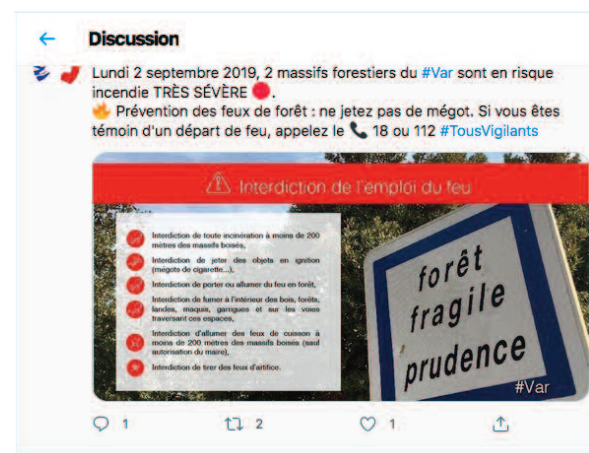 Discussion
Lundi 2 septembre 2019, 2 massifs forestiers du #Var sont en risque
incendie TRÈS SÉVÈRE 🔴.
🔥 Prévention des feux de forêt : ne jetez pas de mégot. Si vous êtes
témoin d'un départ de feu, appelez le 📞 18 ou 112 #TousVigilants
Interdiction de l'emploi du feu
Interdiction de toute incinération à moins de 200
mètres des massifs boisés,
Interdiction de jeter des objets en ignition
(mégots de cigarette...),
Interdiction de porter ou allumer du feu en forêt,
Interdiction de fumer à l'intérieur des bois, forêts,
landes, maquis, garrigues et sur les voies
traversant ces espaces,
Interdiction d'allumer des feux de cuisson à
moins de 200 mètres des massifs boisés (sauf
autorisation du maire),
Interdiction de tirer des feux d'artifice.
forêt
fragile
prudence
#Var
1 2 1